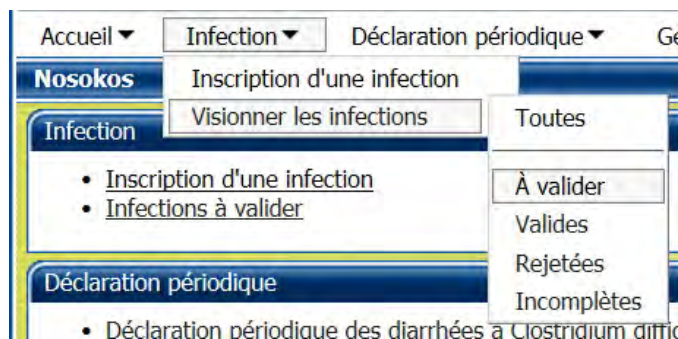 Accueil Infection Déclaration périodique
Nosokos Inscription d'une infection
Infection Visionner les infections Toutes
• Inscription d'une infection À valider
• Infections à valider Valides
Rejetées
Déclaration périodique Incomplètes
• Déclaration périodique des diarrhées à Clostridium